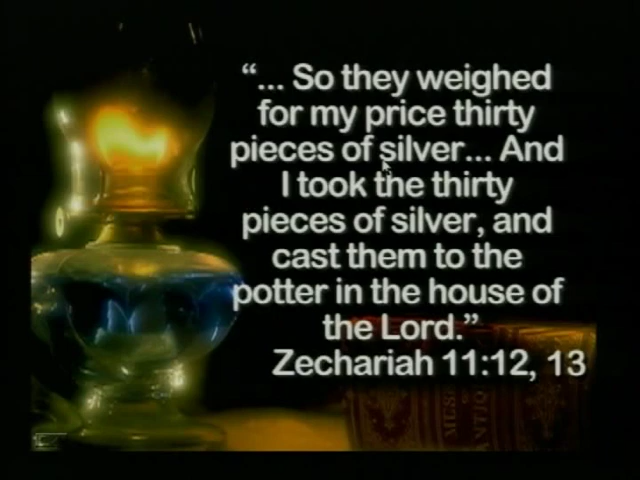 “... So they weighed
for my price thirty
pieces of silver... And
I took the thirty
pieces of silver, and
cast them to the
potter in the house of
the Lord.”
Zechariah 11:12, 13